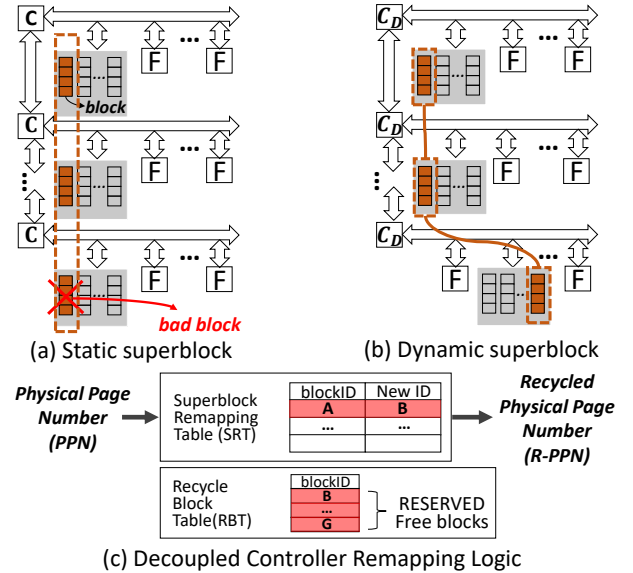 C
...
F F
...
block
C
...
F F
...
...
C
...
F F
...
bad block
(a) Static superblock
C_D
...
F F
...
C_D
...
F F
...
...
C_D
...
F F
...
(b) Dynamic superblock
Physical Page
Number
(PPN)
Superblock
Remapping
Table (SRT)
blockID New ID
A B
... ...
Recycled
Physical Page
Number
(R-PPN)
Recycle
Block
Table(RBT)
blockID
B
...
G
RESERVED
Free blocks
(c) Decoupled Controller Remapping Logic